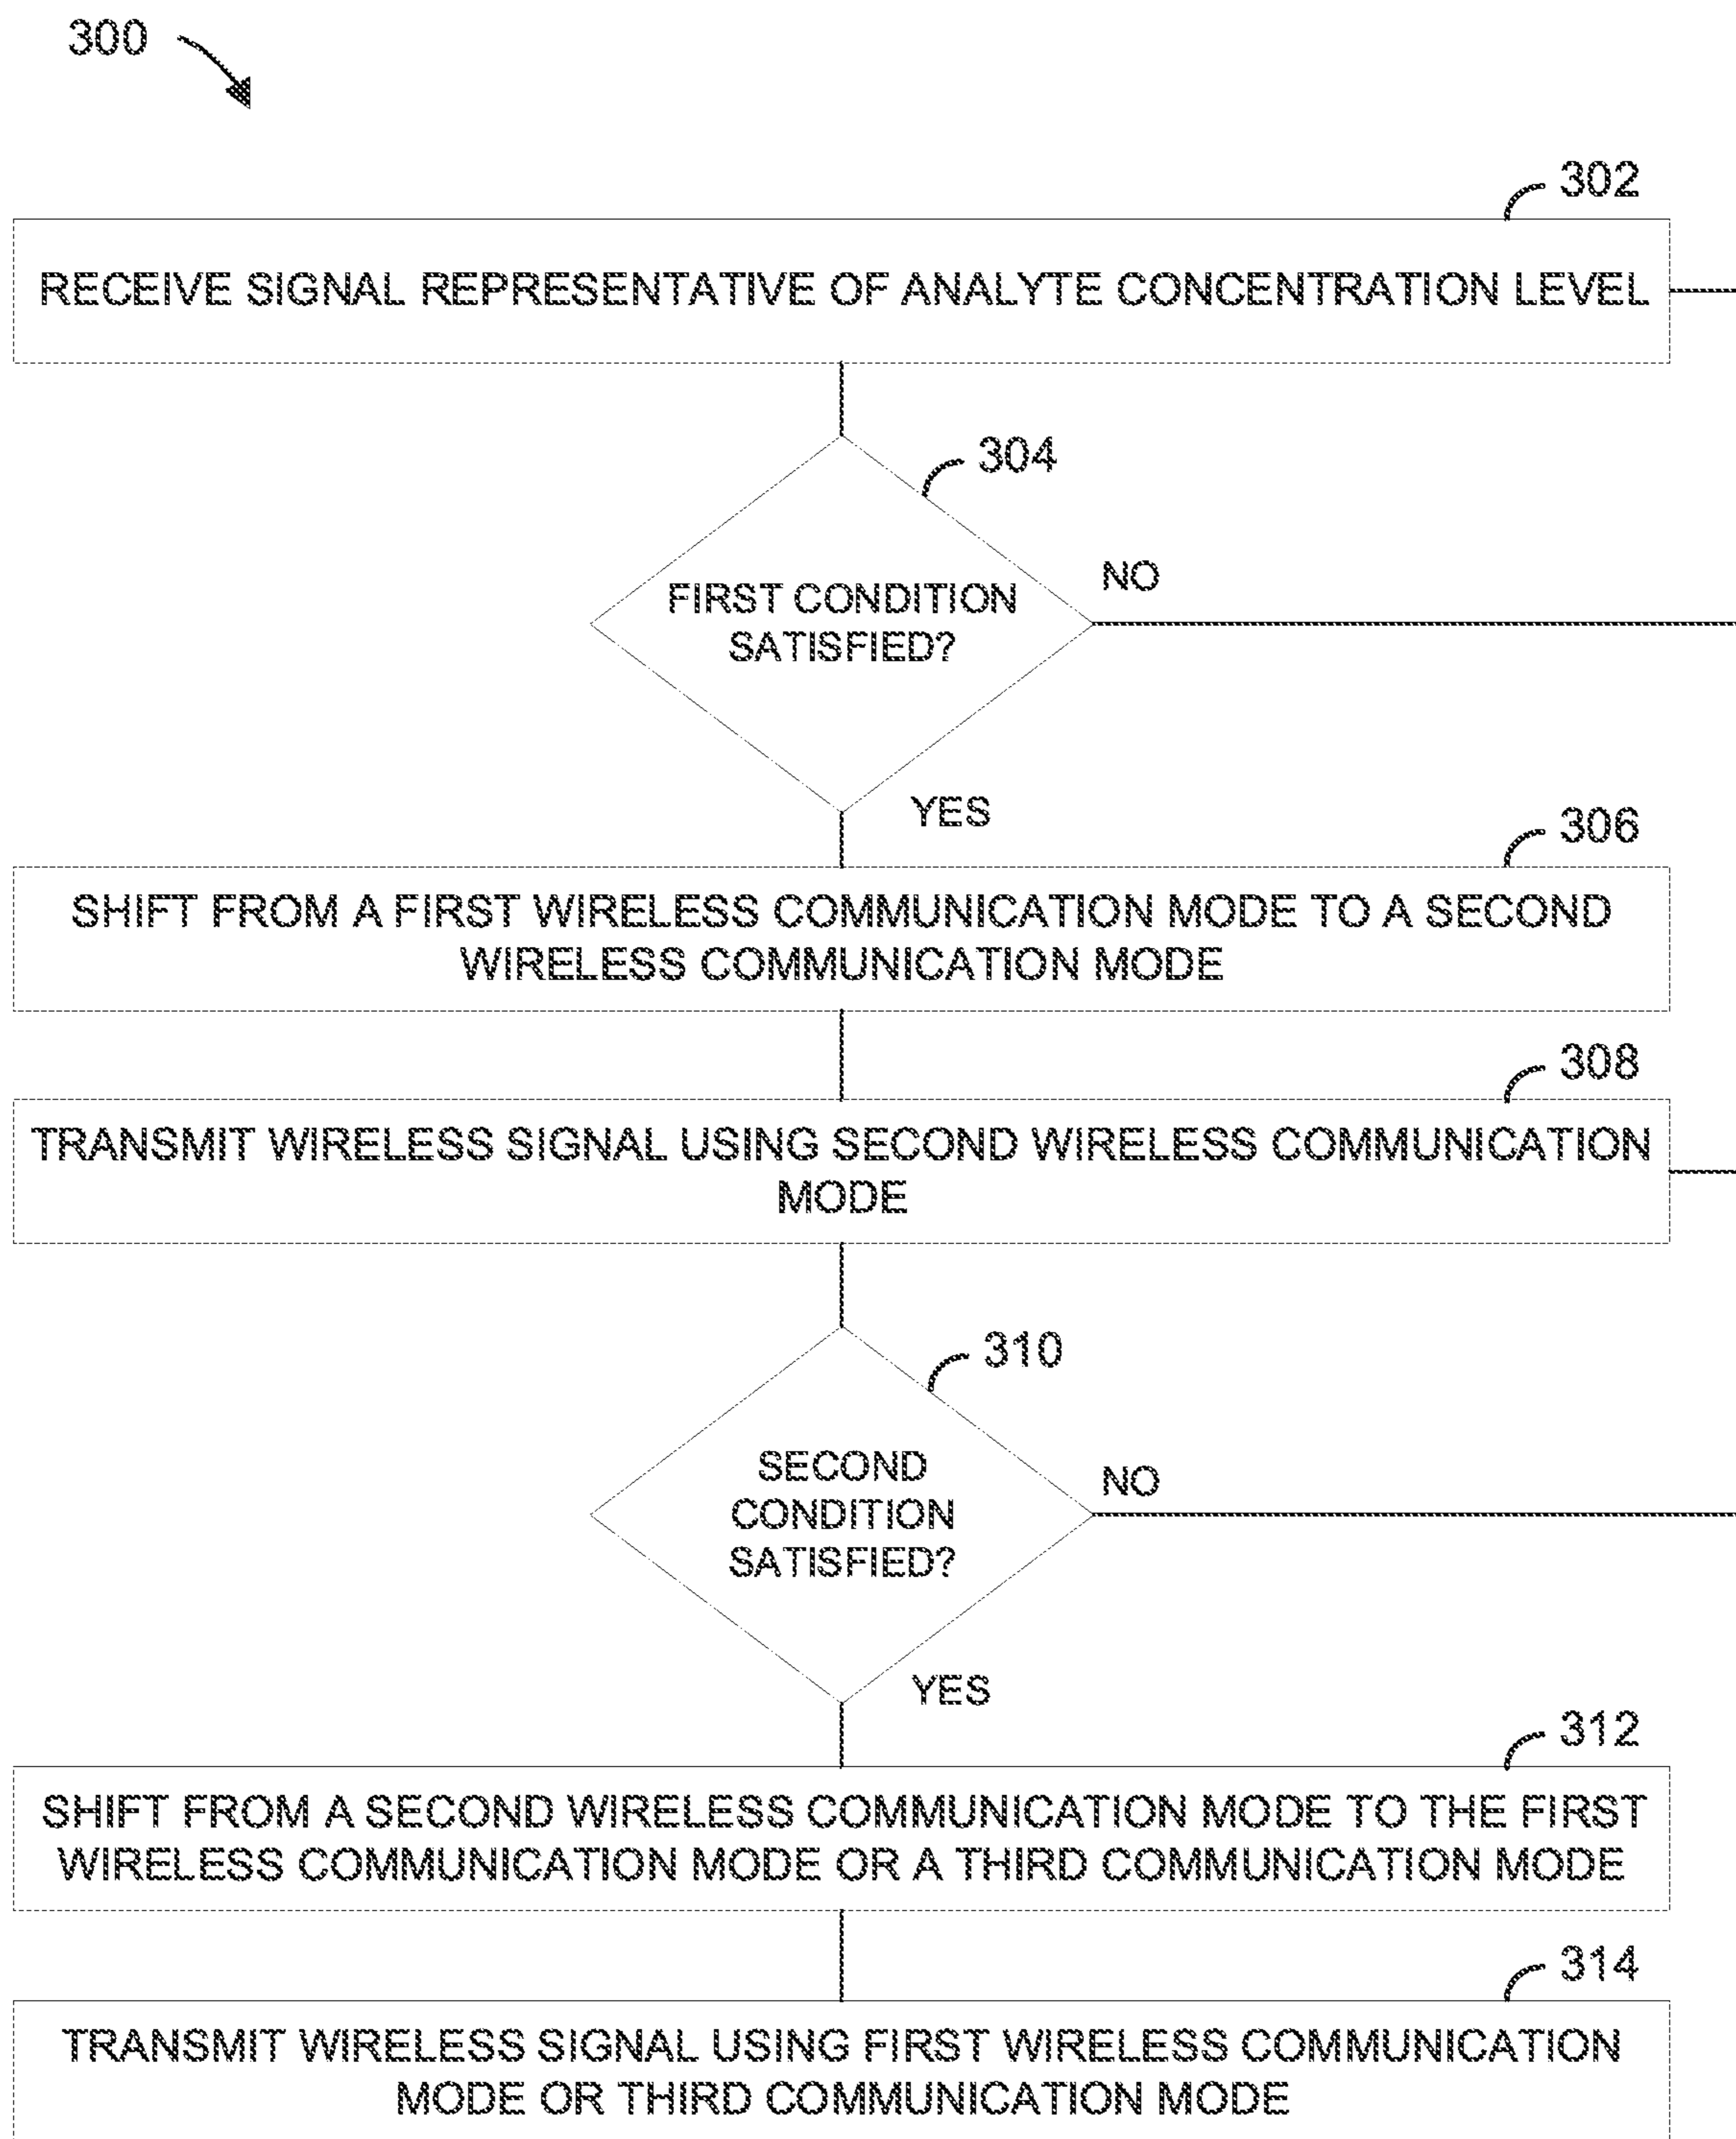 300
302
RECEIVE SIGNAL REPRESENTATIVE OF ANALYTE CONCENTRATION LEVEL
304
FIRST CONDITION
SATISFIED?
NO
YES
306
SHIFT FROM A FIRST WIRELESS COMMUNICATION MODE TO A SECOND
WIRELESS COMMUNICATION MODE
308
TRANSMIT WIRELESS SIGNAL USING SECOND WIRELESS COMMUNICATION
MODE
310
SECOND
CONDITION
SATISFIED?
NO
YES
312
SHIFT FROM A SECOND WIRELESS COMMUNICATION MODE TO THE FIRST
WIRELESS COMMUNICATION MODE OR A THIRD COMMUNICATION MODE
314
TRANSMIT WIRELESS SIGNAL USING FIRST WIRELESS COMMUNICATION
MODE OR THIRD COMMUNICATION MODE